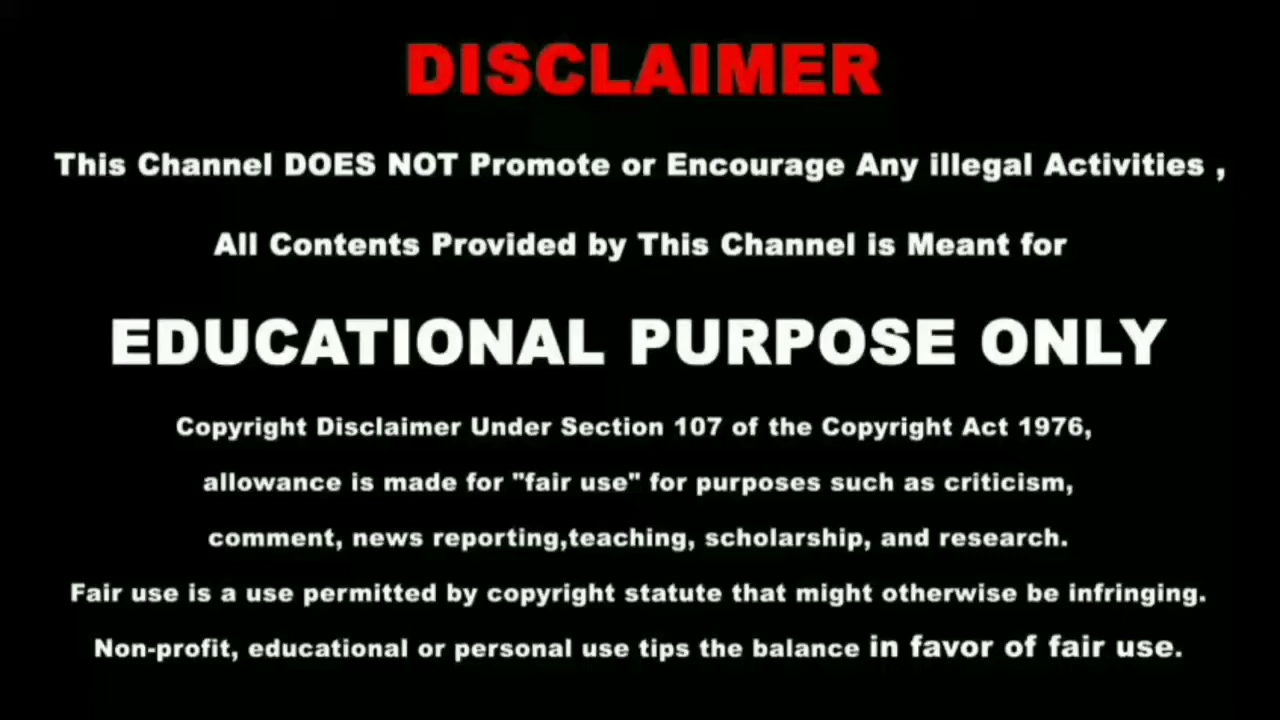 DISCLAIMER
This Channel DOES NOT Promote or Encourage Any illegal Activities ,
All Contents Provided by This Channel is Meant for
EDUCATIONAL PURPOSE ONLY
Copyright Disclaimer Under Section 107 of the Copyright Act 1976,
allowance is made for "fair use" for purposes such as criticism,
comment, news reporting,teaching, scholarship, and research.
Fair use is a use permitted by copyright statute that might otherwise be infringing.
Non-profit, educational or personal use tips the balance in favor of fair use.